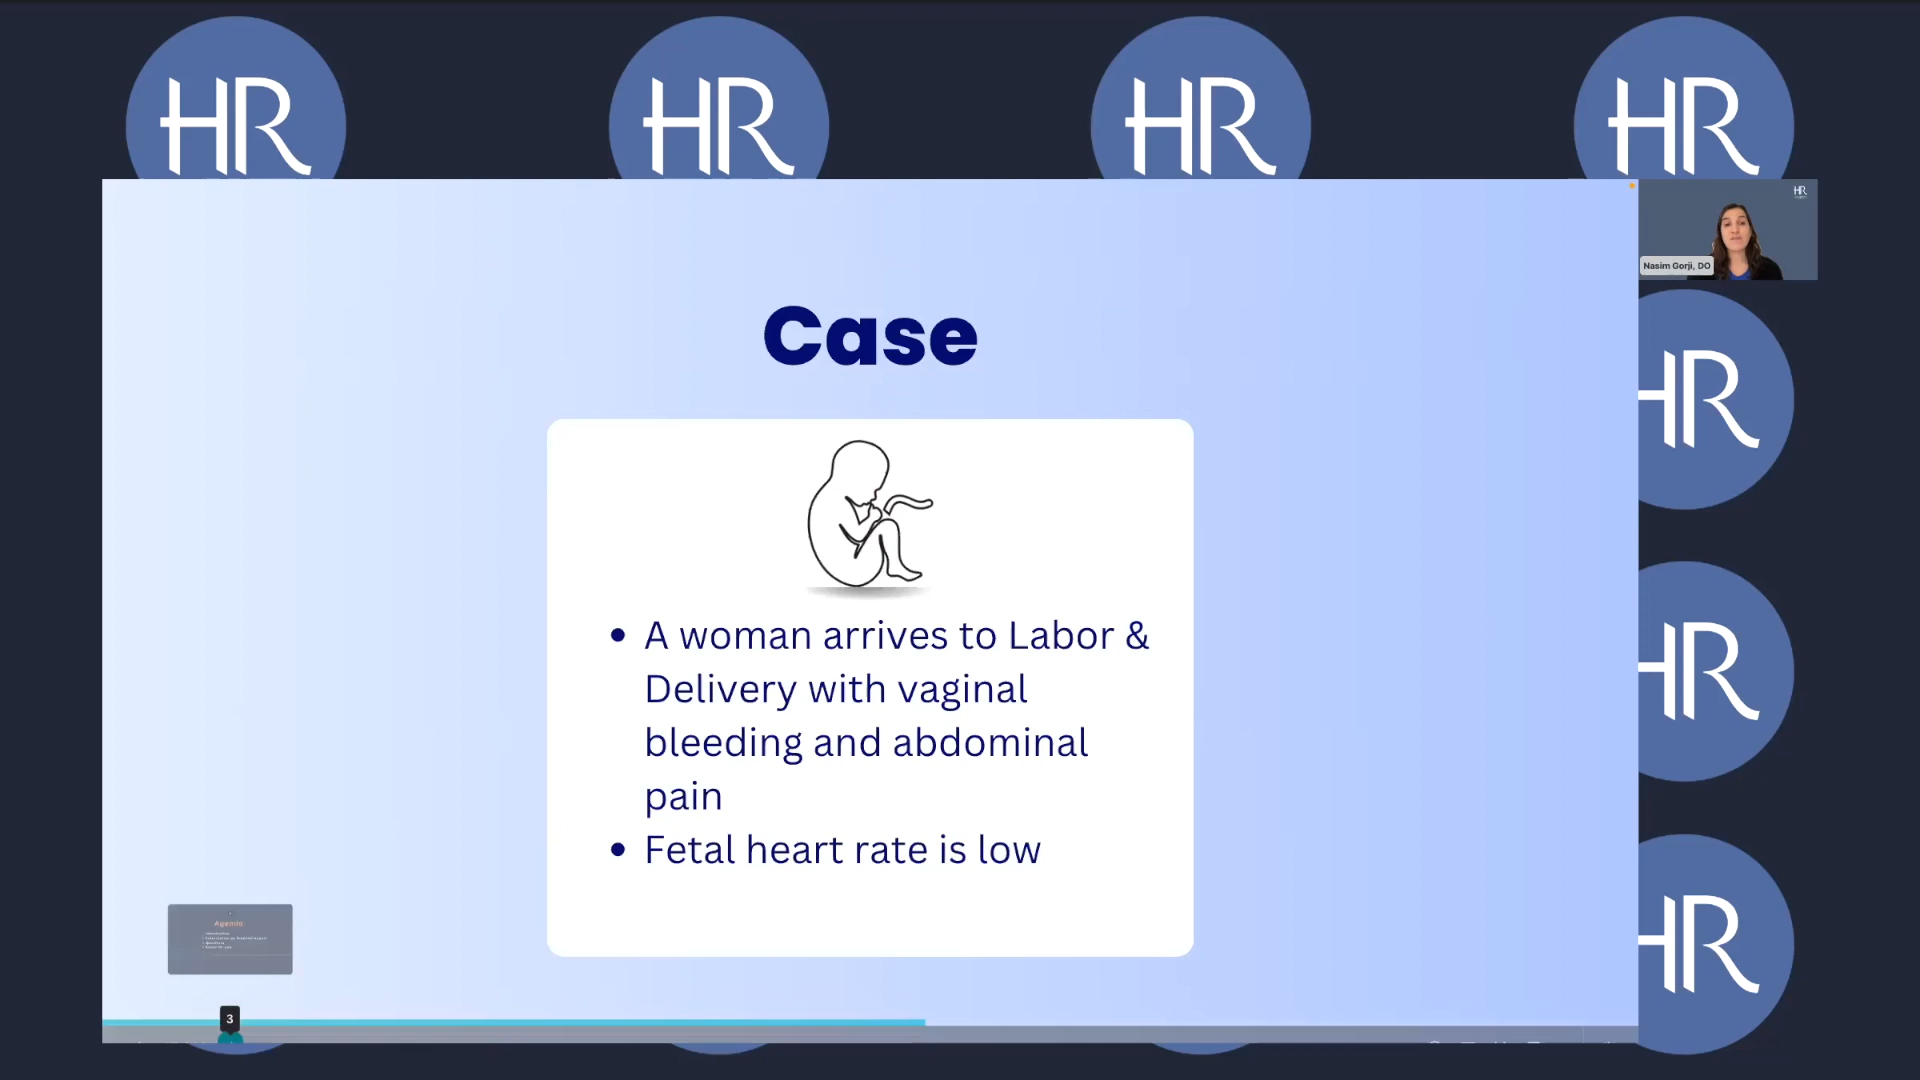 HR
HR
HR
HR
HR
Nasim Gorji, DO
Case
HR
• A woman arrives to Labor &
Delivery with vaginal
bleeding and abdominal
pain
HR
• Fetal heart rate is low
Agenda
HR
3